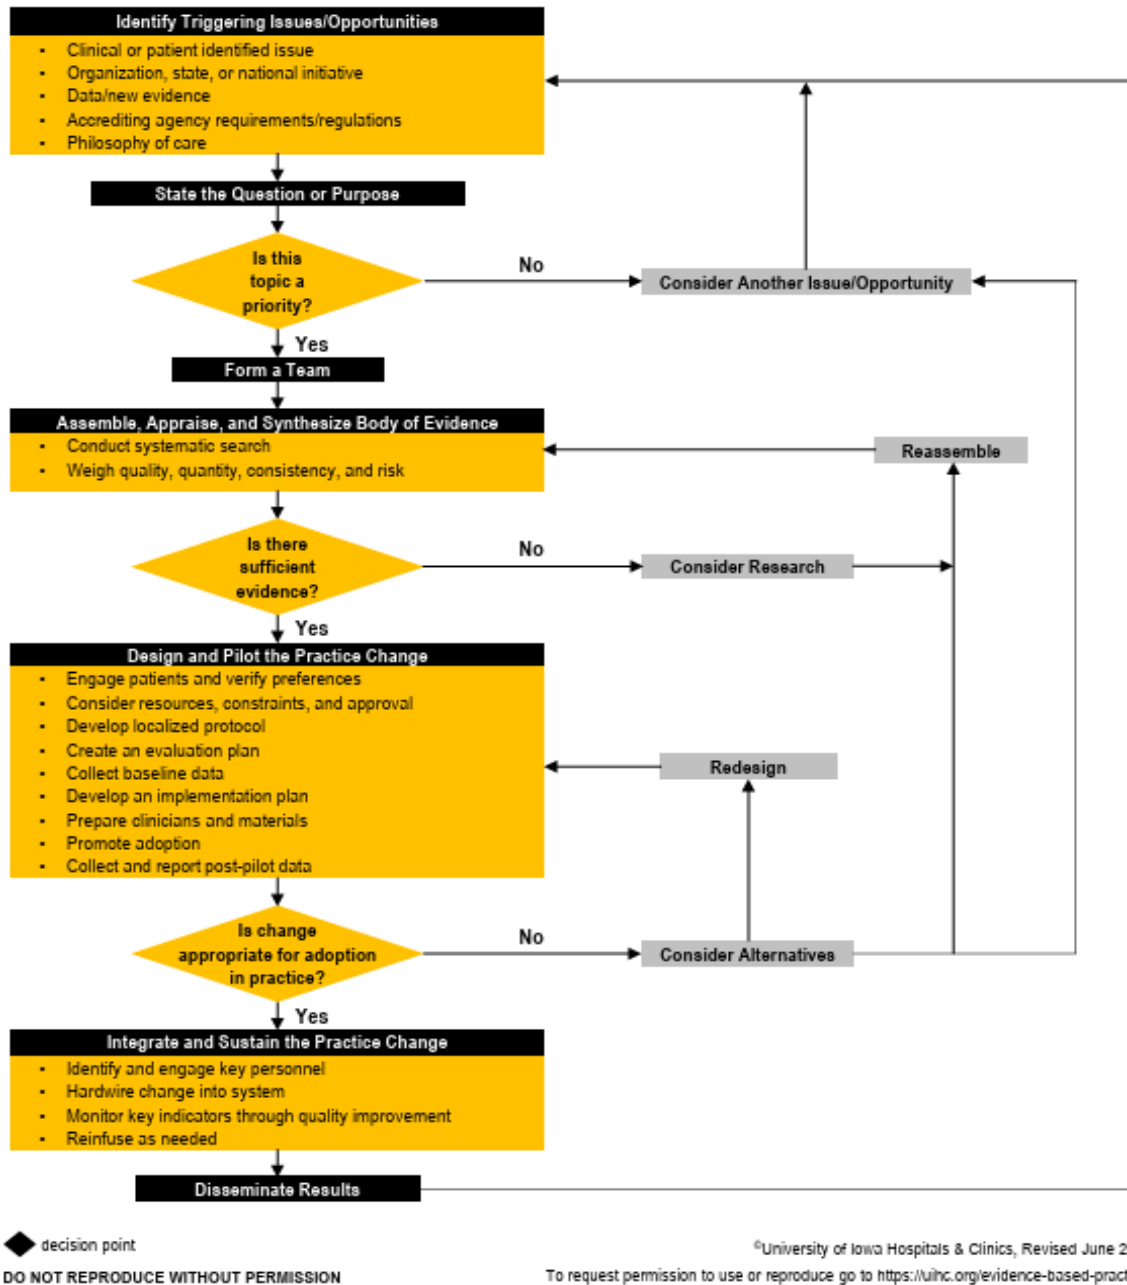 Identify Triggering Issues/Opportunities
▪ Clinical or patient identified issue
▪ Organization, state, or national initiative
▪ Data/new evidence
▪ Accrediting agency requirements/regulations
▪ Philosophy of care
State the Question or Purpose
Is this
topic a
priority?
No
Consider Another Issue/Opportunity
Yes
Form a Team
Assemble, Appraise, and Synthesize Body of Evidence
▪ Conduct systematic search
▪ Weigh quality, quantity, consistency, and risk
Reassemble
Is there
sufficient
evidence?
No
Consider Research
Yes
Design and Pilot the Practice Change
▪ Engage patients and verify preferences
▪ Consider resources, constraints, and approval
▪ Develop localized protocol
▪ Create an evaluation plan
▪ Collect baseline data
▪ Develop an implementation plan
▪ Prepare clinicians and materials
▪ Promote adoption
▪ Collect and report post-pilot data
Redesign
Is change
appropriate for adoption
in practice?
No
Consider Alternatives
Yes
Integrate and Sustain the Practice Change
▪ Identify and engage key personnel
▪ Hardwire change into system
▪ Monitor key indicators through quality improvement
▪ Reinfuse as needed
Disseminate Results
decision point
©University of Iowa Hospitals & Clinics, Revised June 2
DO NOT REPRODUCE WITHOUT PERMISSION
To request permission to use or reproduce go to https://uihc.org/evidence-based-pract